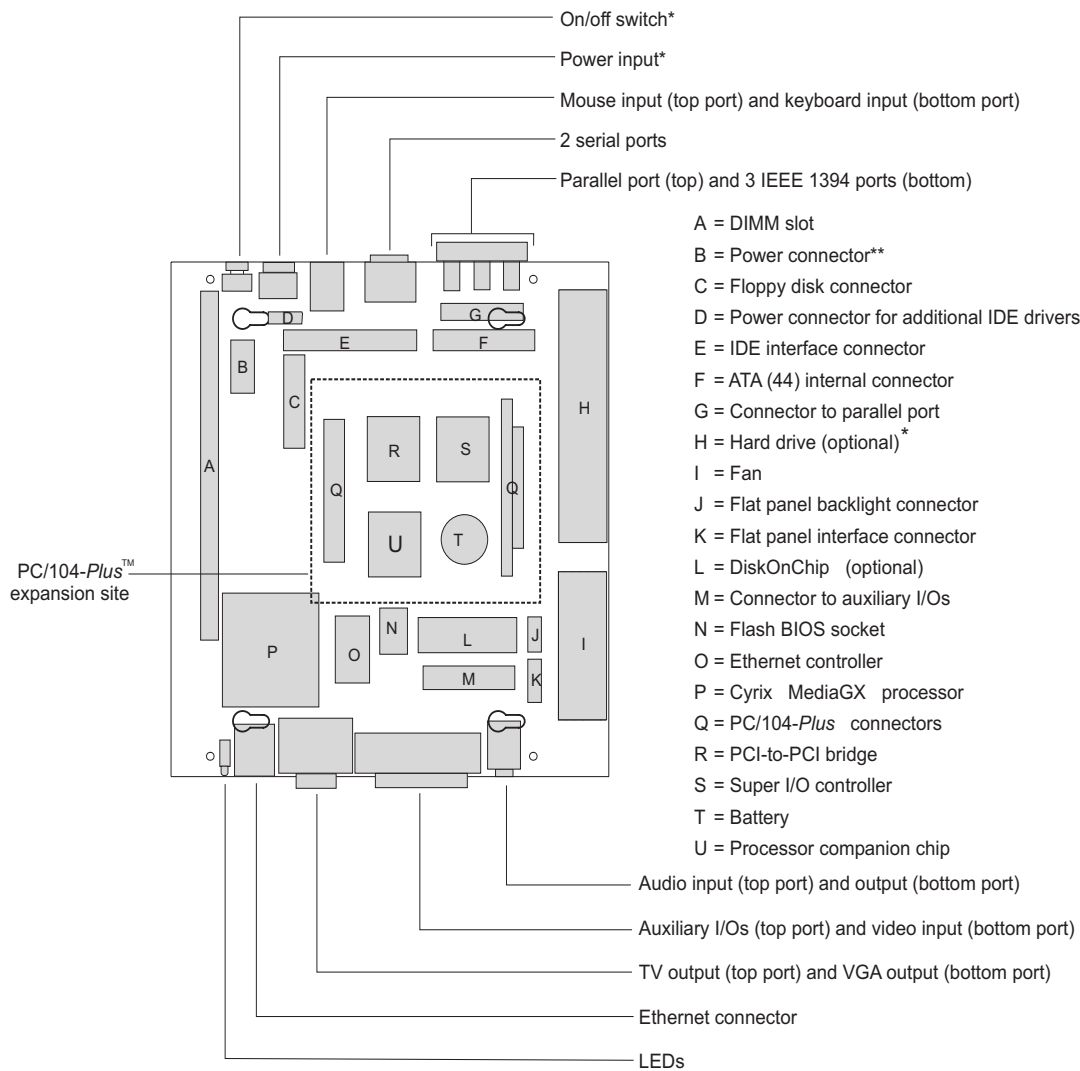 On/off switch*
Power input*
Mouse input (top port) and keyboard input (bottom port)
2 serial ports
Parallel port (top) and 3 IEEE 1394 ports (bottom)
A = DIMM slot
B = Power connector**
C = Floppy disk connector
D = Power connector for additional IDE drivers
E = IDE interface connector
F = ATA (44) internal connector
G = Connector to parallel port
H = Hard drive (optional)*
I = Fan
J = Flat panel backlight connector
K = Flat panel interface connector
L = DiskOnChip (optional)
M = Connector to auxiliary I/Os
N = Flash BIOS socket
O = Ethernet controller
P = Cyrix MediaGX processor
Q = PC/104-Plus connectors
R = PCI-to-PCI bridge
S = Super I/O controller
T = Battery
U = Processor companion chip
G
D
E
F
B
C
H
R
S
A
Q
Q
U
T
PC/104-Plus™
expansion site
N
J
L
I
P
O
M
K
Audio input (top port) and output (bottom port)
Auxiliary I/Os (top port) and video input (bottom port)
TV output (top port) and VGA output (bottom port)
Ethernet connector
LEDs